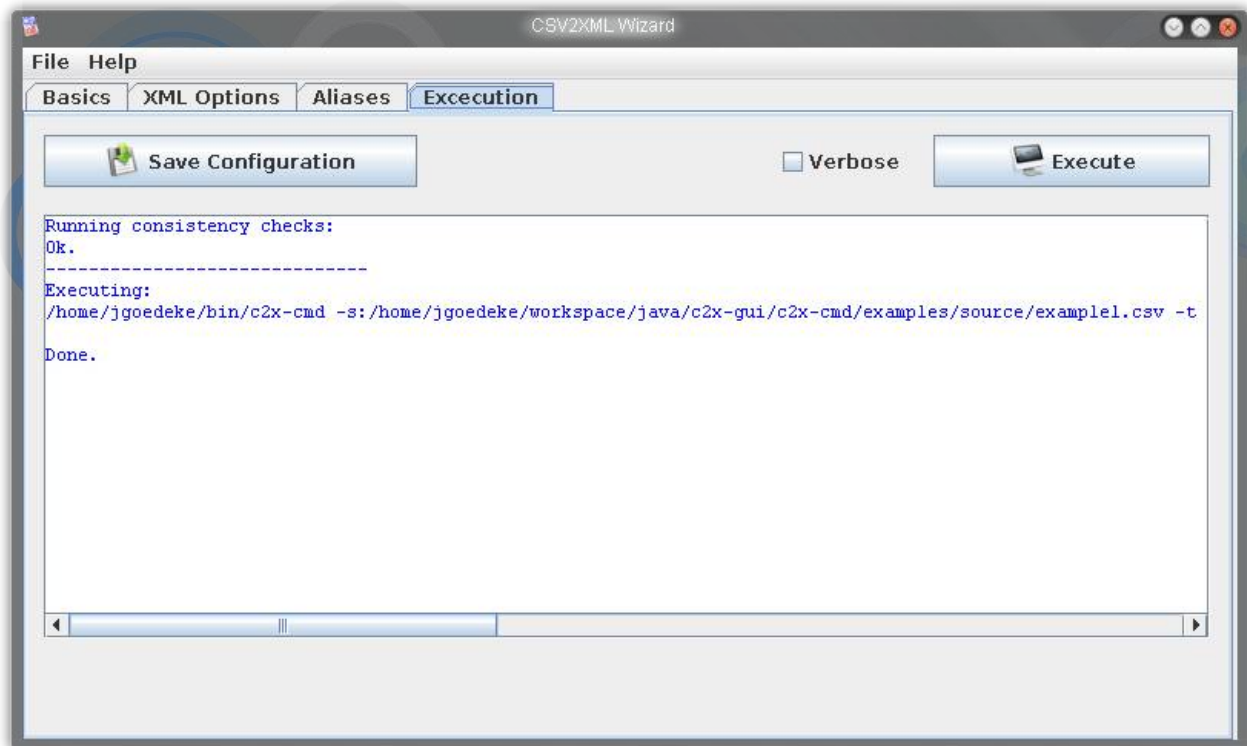 CSV2XML Wizard
File Help
Basics XML Options Aliases Excecution
Save Configuration Verbose Execute
Running consistency checks:
Ok.
------------------------------
Executing:
/home/jgoedeke/bin/c2x-cmd -s:/home/jgoedeke/workspace/java/c2x-gui/c2x-cmd/examples/source/example1.csv -t
Done.